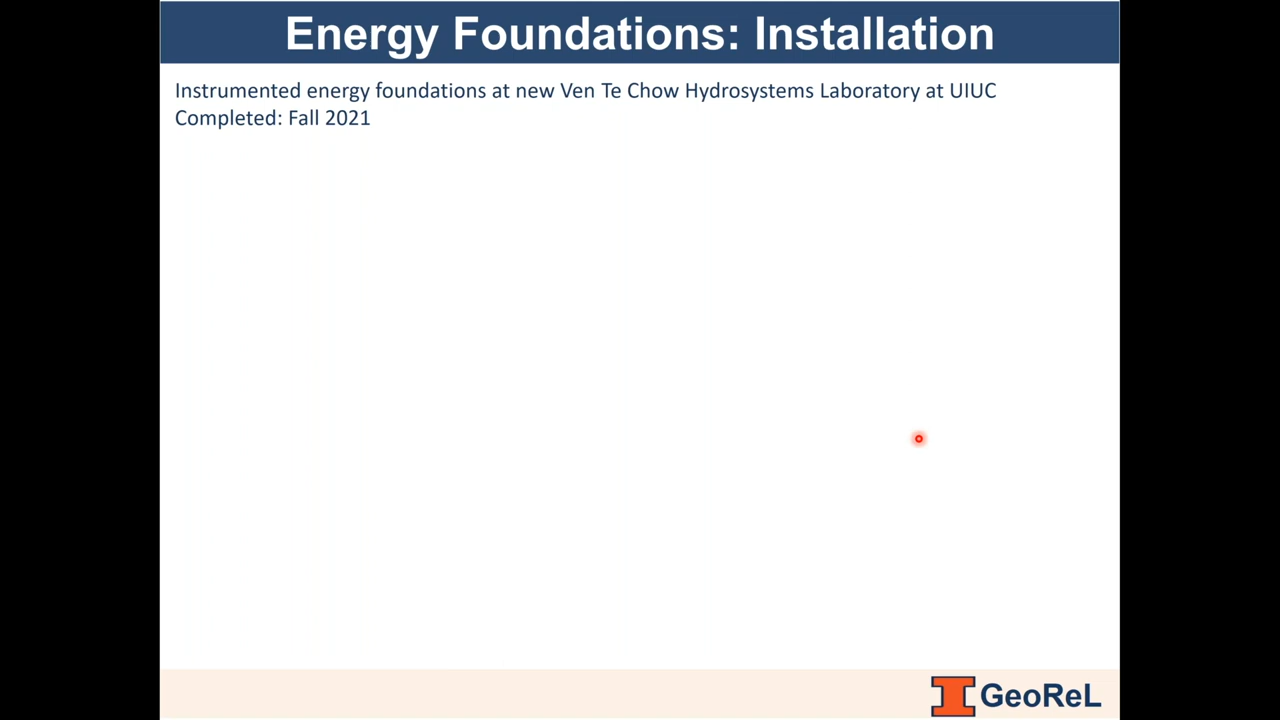 Energy Foundations: Installation
Instrumented energy foundations at new Ven Te Chow Hydrosystems Laboratory at UIUC
Completed: Fall 2021
GeoReL